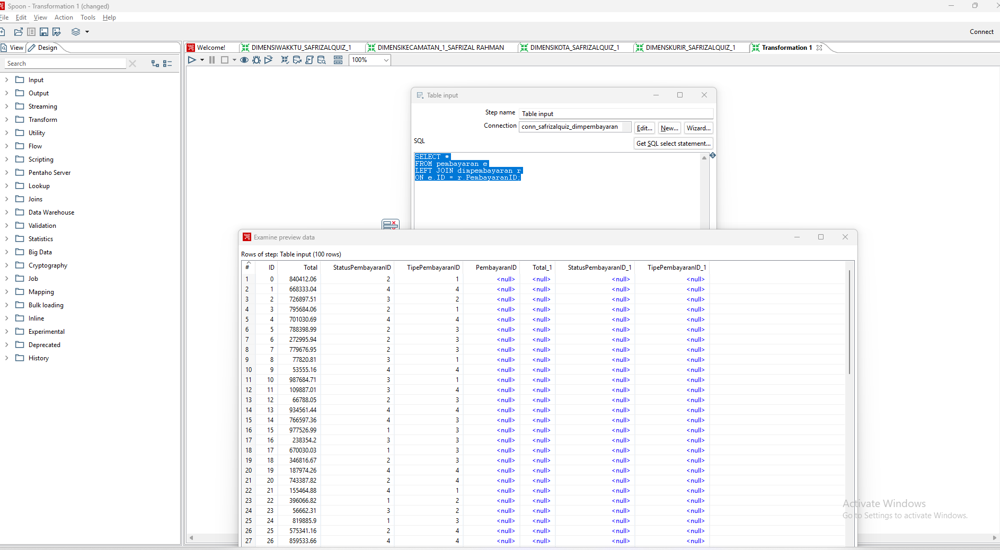 Spoon - Transformation 1 (changed)
File Edit View Action Tools Help
Connect
View Design
Welcome! DIMENSIWAKKTU_SAFRIZALQUIZ_1 DIMENSIKECAMATAN_1_SAFRIZAL RAHMAN DIMENSIKOTA_SAFRIZALQUIZ_1 DIMENSKURIR_SAFRIZALQUIZ_1 Transformation 1
Search
100%
Input
Output
Streaming
Transform
Utility
Flow
Scripting
Pentaho Server
Lookup
Joins
Data Warehouse
Validation
Statistics
Big Data
Cryptography
Job
Mapping
Bulk loading
Inline
Experimental
Deprecated
History
Table input
Step name Table input
Connection conn_safrizalquiz_dimpembayaran Edit... New... Wizard...
SQL Get SQL select statement...
SELECT *
FROM pembayaran e
LEFT JOIN dimpembayaran r
ON e.ID = r.PembayaranID;
Examine preview data
Rows of step: Table input (100 rows)
# ID Total StatusPembayaranID TipePembayaranID PembayaranID Total_1 StatusPembayaranID_1 TipePembayaranID_1
1 0 840412.06 2 1 <null> <null> <null> <null>
2 1 668333.04 4 4 <null> <null> <null> <null>
3 2 726897.51 3 2 <null> <null> <null> <null>
4 3 795684.06 2 1 <null> <null> <null> <null>
5 4 701030.69 4 4 <null> <null> <null> <null>
6 5 788398.99 2 3 <null> <null> <null> <null>
7 6 272995.94 2 3 <null> <null> <null> <null>
8 7 779676.95 2 3 <null> <null> <null> <null>
9 8 77820.81 3 1 <null> <null> <null> <null>
10 9 53555.16 4 4 <null> <null> <null> <null>
11 10 987684.71 3 1 <null> <null> <null> <null>
12 11 109887.01 3 4 <null> <null> <null> <null>
13 12 66788.05 2 3 <null> <null> <null> <null>
14 13 934561.44 4 4 <null> <null> <null> <null>
15 14 766597.36 4 3 <null> <null> <null> <null>
16 15 977526.99 1 3 <null> <null> <null> <null>
17 16 238354.2 3 3 <null> <null> <null> <null>
18 17 670030.03 1 3 <null> <null> <null> <null>
19 18 346816.67 2 3 <null> <null> <null> <null>
20 19 187974.26 4 4 <null> <null> <null> <null>
21 20 743387.82 2 4 <null> <null> <null> <null>
22 21 155464.88 4 1 <null> <null> <null> <null>
23 22 396066.82 1 2 <null> <null> <null> <null>
24 23 56662.31 3 2 <null> <null> <null> <null>
25 24 819885.9 1 3 <null> <null> <null> <null>
26 25 575341.16 2 4 <null> <null> <null> <null>
27 26 859533.66 4 4 <null> <null> <null> <null>
Activate Windows
Go to Settings to activate Windows.